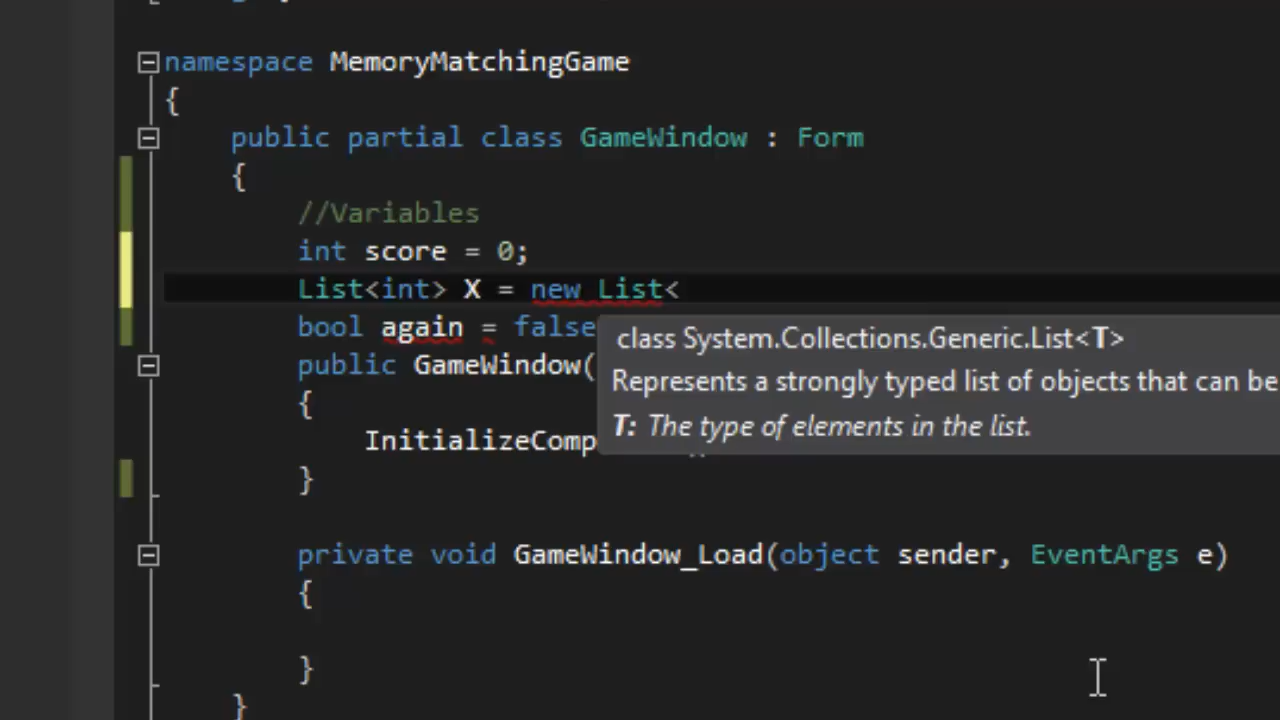 namespace MemoryMatchingGame
{
public partial class GameWindow : Form
{
//Variables
int score = 0;
List<int> X = new List<
bool again = false
class System.Collections.Generic.List<T>
public GameWindow(
Represents a strongly typed list of objects that can be
{
T: The type of elements in the list.
InitializeComp
}
private void GameWindow_Load(object sender, EventArgs e)
{
}
}